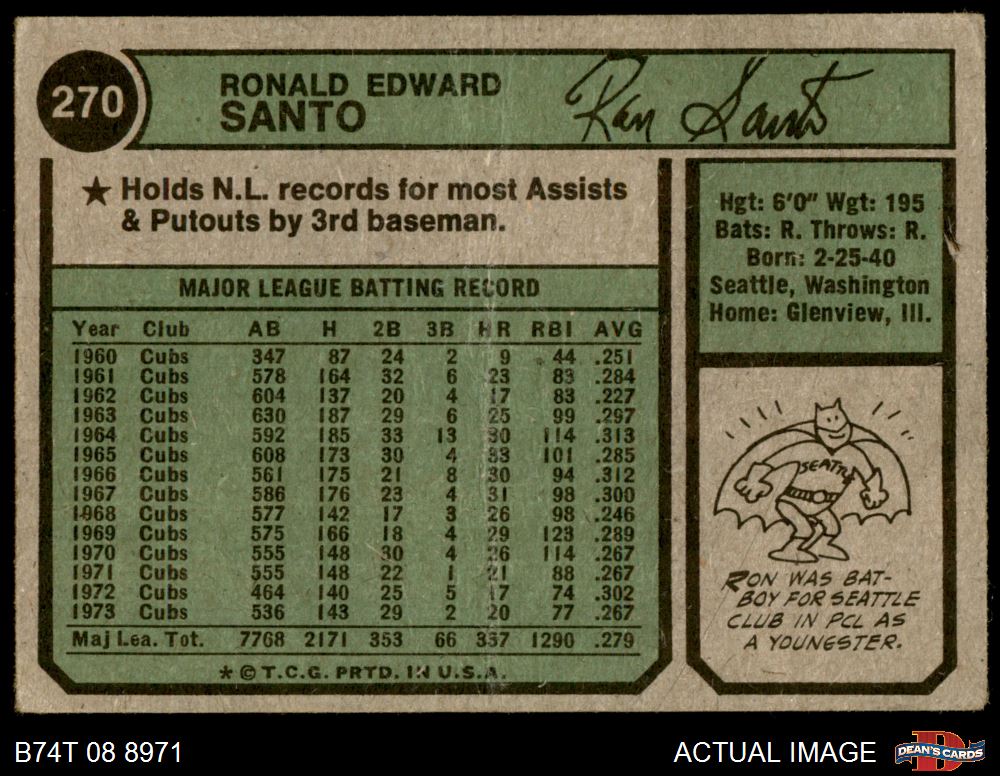 270
RONALD EDWARD
SANTO
Ron Santo
★ Holds N.L. records for most Assists
& Putouts by 3rd baseman.
Hgt: 6'0" Wgt: 195
Bats: R. Throws: R.
Born: 2-25-40
Seattle, Washington
Home: Glenview, Ill.
MAJOR LEAGUE BATTING RECORD
Year Club AB H 2B 3B HR RBI AVG
1960 Cubs 347 87 24 2 9 44 .251
1961 Cubs 578 164 32 6 23 83 .284
1962 Cubs 604 137 20 4 17 83 .227
1963 Cubs 630 187 29 6 25 99 .297
1964 Cubs 592 185 33 13 30 114 .313
1965 Cubs 608 173 30 4 33 101 .285
1966 Cubs 561 175 21 8 30 94 .312
1967 Cubs 586 176 23 4 31 98 .300
1968 Cubs 577 142 17 3 26 98 .246
1969 Cubs 575 166 18 4 29 123 .289
1970 Cubs 555 148 30 4 26 114 .267
1971 Cubs 555 148 22 1 21 88 .267
1972 Cubs 464 140 25 5 17 74 .302
1973 Cubs 536 143 29 2 20 77 .267
Maj Lea. Tot. 7768 2171 353 66 337 1290 .279
* © T.C.G. PRTD. IN U.S.A.
SEATTLE
RON WAS BAT-
BOY FOR SEATTLE
CLUB IN PCL AS
A YOUNGSTER.
B74T 08 8971
ACTUAL IMAGE
DEAN'S CARDS